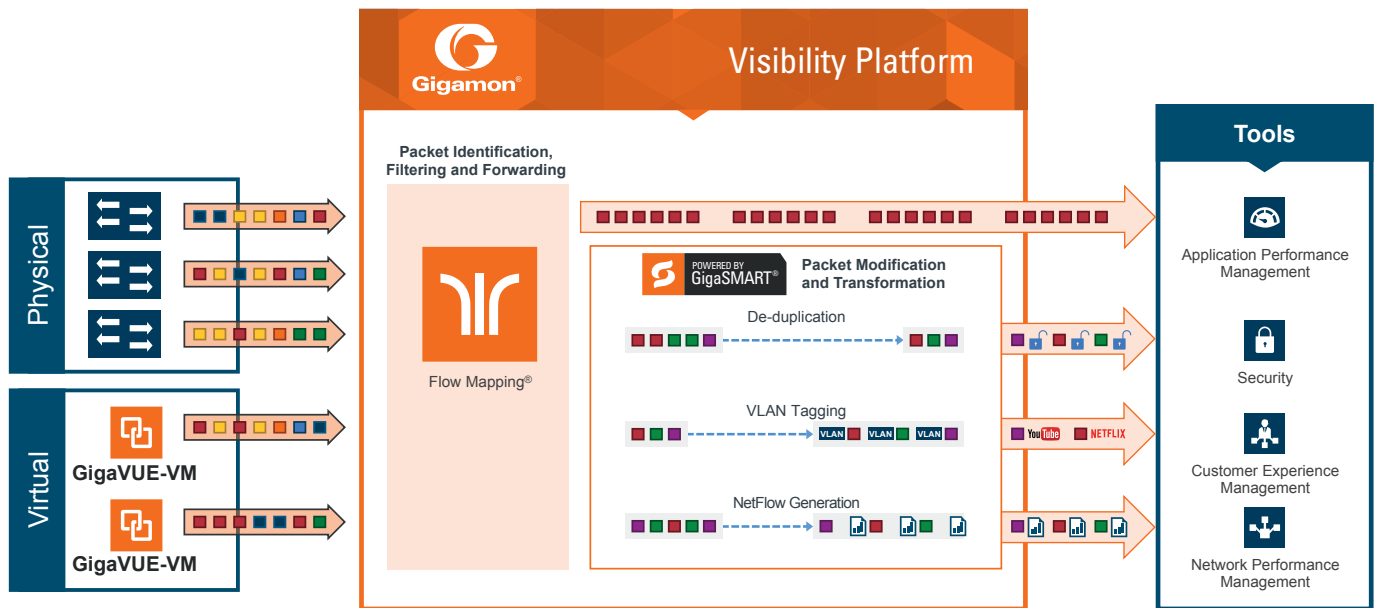 Gigamon®
Visibility Platform
Physical
Virtual
GigaVUE-VM
GigaVUE-VM
Packet Identification,
Filtering and Forwarding
Flow Mapping®
POWERED BY
GigaSMART®
Packet Modification
and Transformation
De-duplication
VLAN Tagging
VLAN
VLAN
VLAN
NetFlow Generation
YouTube
NETFLIX
Tools
Application Performance
Management
Security
Customer Experience
Management
Network Performance
Management